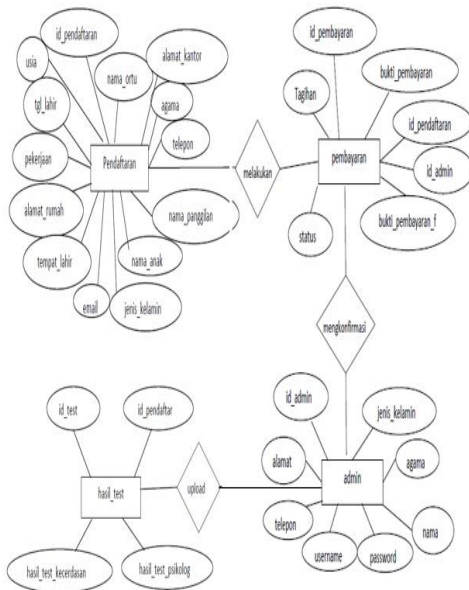 id_pendaftaran
usia
nama_ortu
alamat_kantor
tgl_lahir
agama
telepon
pekerjaan
Pendaftaran
alamat_rumah
nama_panggilan
tempat_lahir
nama_anak
email
jenis_kelamin
melakukan
id_pembayaran
bukti_pembayaran
Tagihan
id_pendaftaran
pembayaran
id_admin
bukti_pembayaran_f
status
mengkonfirmasi
id_test
id_pendaftar
hasil_test
hasil_test_kecerdasan
hasil_test_psikolog
upload
id_admin
jenis_kelamin
alamat
agama
admin
telepon
nama
username
password